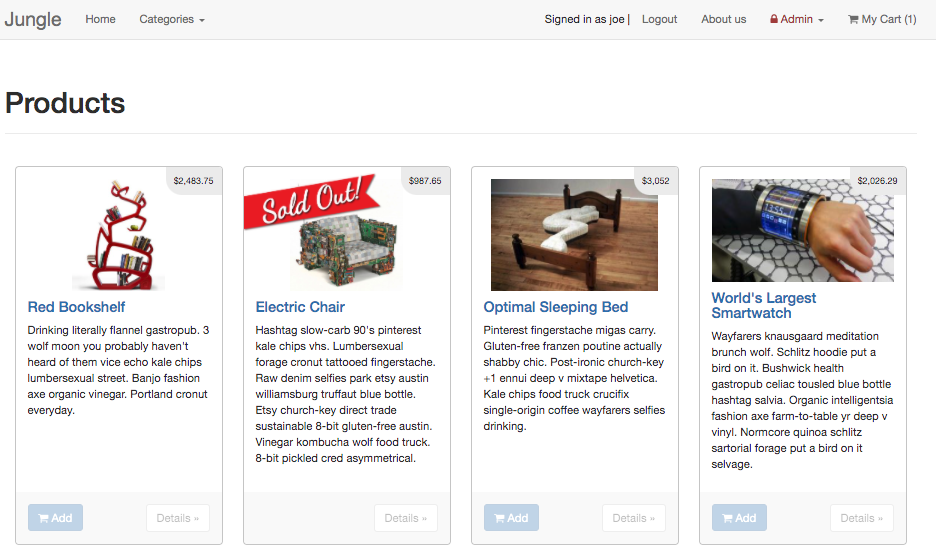 Jungle Home Categories Signed in as joe | Logout About us Admin My Cart (1)
Products
$2,483.75
Red Bookshelf
Drinking literally flannel gastropub. 3
wolf moon you probably haven't
heard of them vice echo kale chips
lumbersexual street. Banjo fashion
axe organic vinegar. Portland cronut
everyday.
Add Details »
$987.65
Sold Out!
Electric Chair
Hashtag slow-carb 90's pinterest
kale chips vhs. Lumbersexual
forage cronut tattooed fingerstache.
Raw denim selfies park etsy austin
williamsburg truffaut blue bottle.
Etsy church-key direct trade
sustainable 8-bit gluten-free austin.
Vinegar kombucha wolf food truck.
8-bit pickled cred asymmetrical.
Details »
$3,052
Optimal Sleeping Bed
Pinterest fingerstache migas carry.
Gluten-free franzen poutine actually
shabby chic. Post-ironic church-key
+1 ennui deep v mixtape helvetica.
Kale chips food truck crucifix
single-origin coffee wayfarers selfies
drinking.
Add Details »
$2,026.29
World's Largest
Smartwatch
Wayfarers knausgaard meditation
brunch wolf. Schlitz hoodie put a
bird on it. Bushwick health
gastropub celiac tousled blue bottle
hashtag salvia. Organic intelligentsia
fashion axe farm-to-table yr deep v
vinyl. Normcore quinoa schlitz
sartorial forage put a bird on it
selvage.
Add Details »